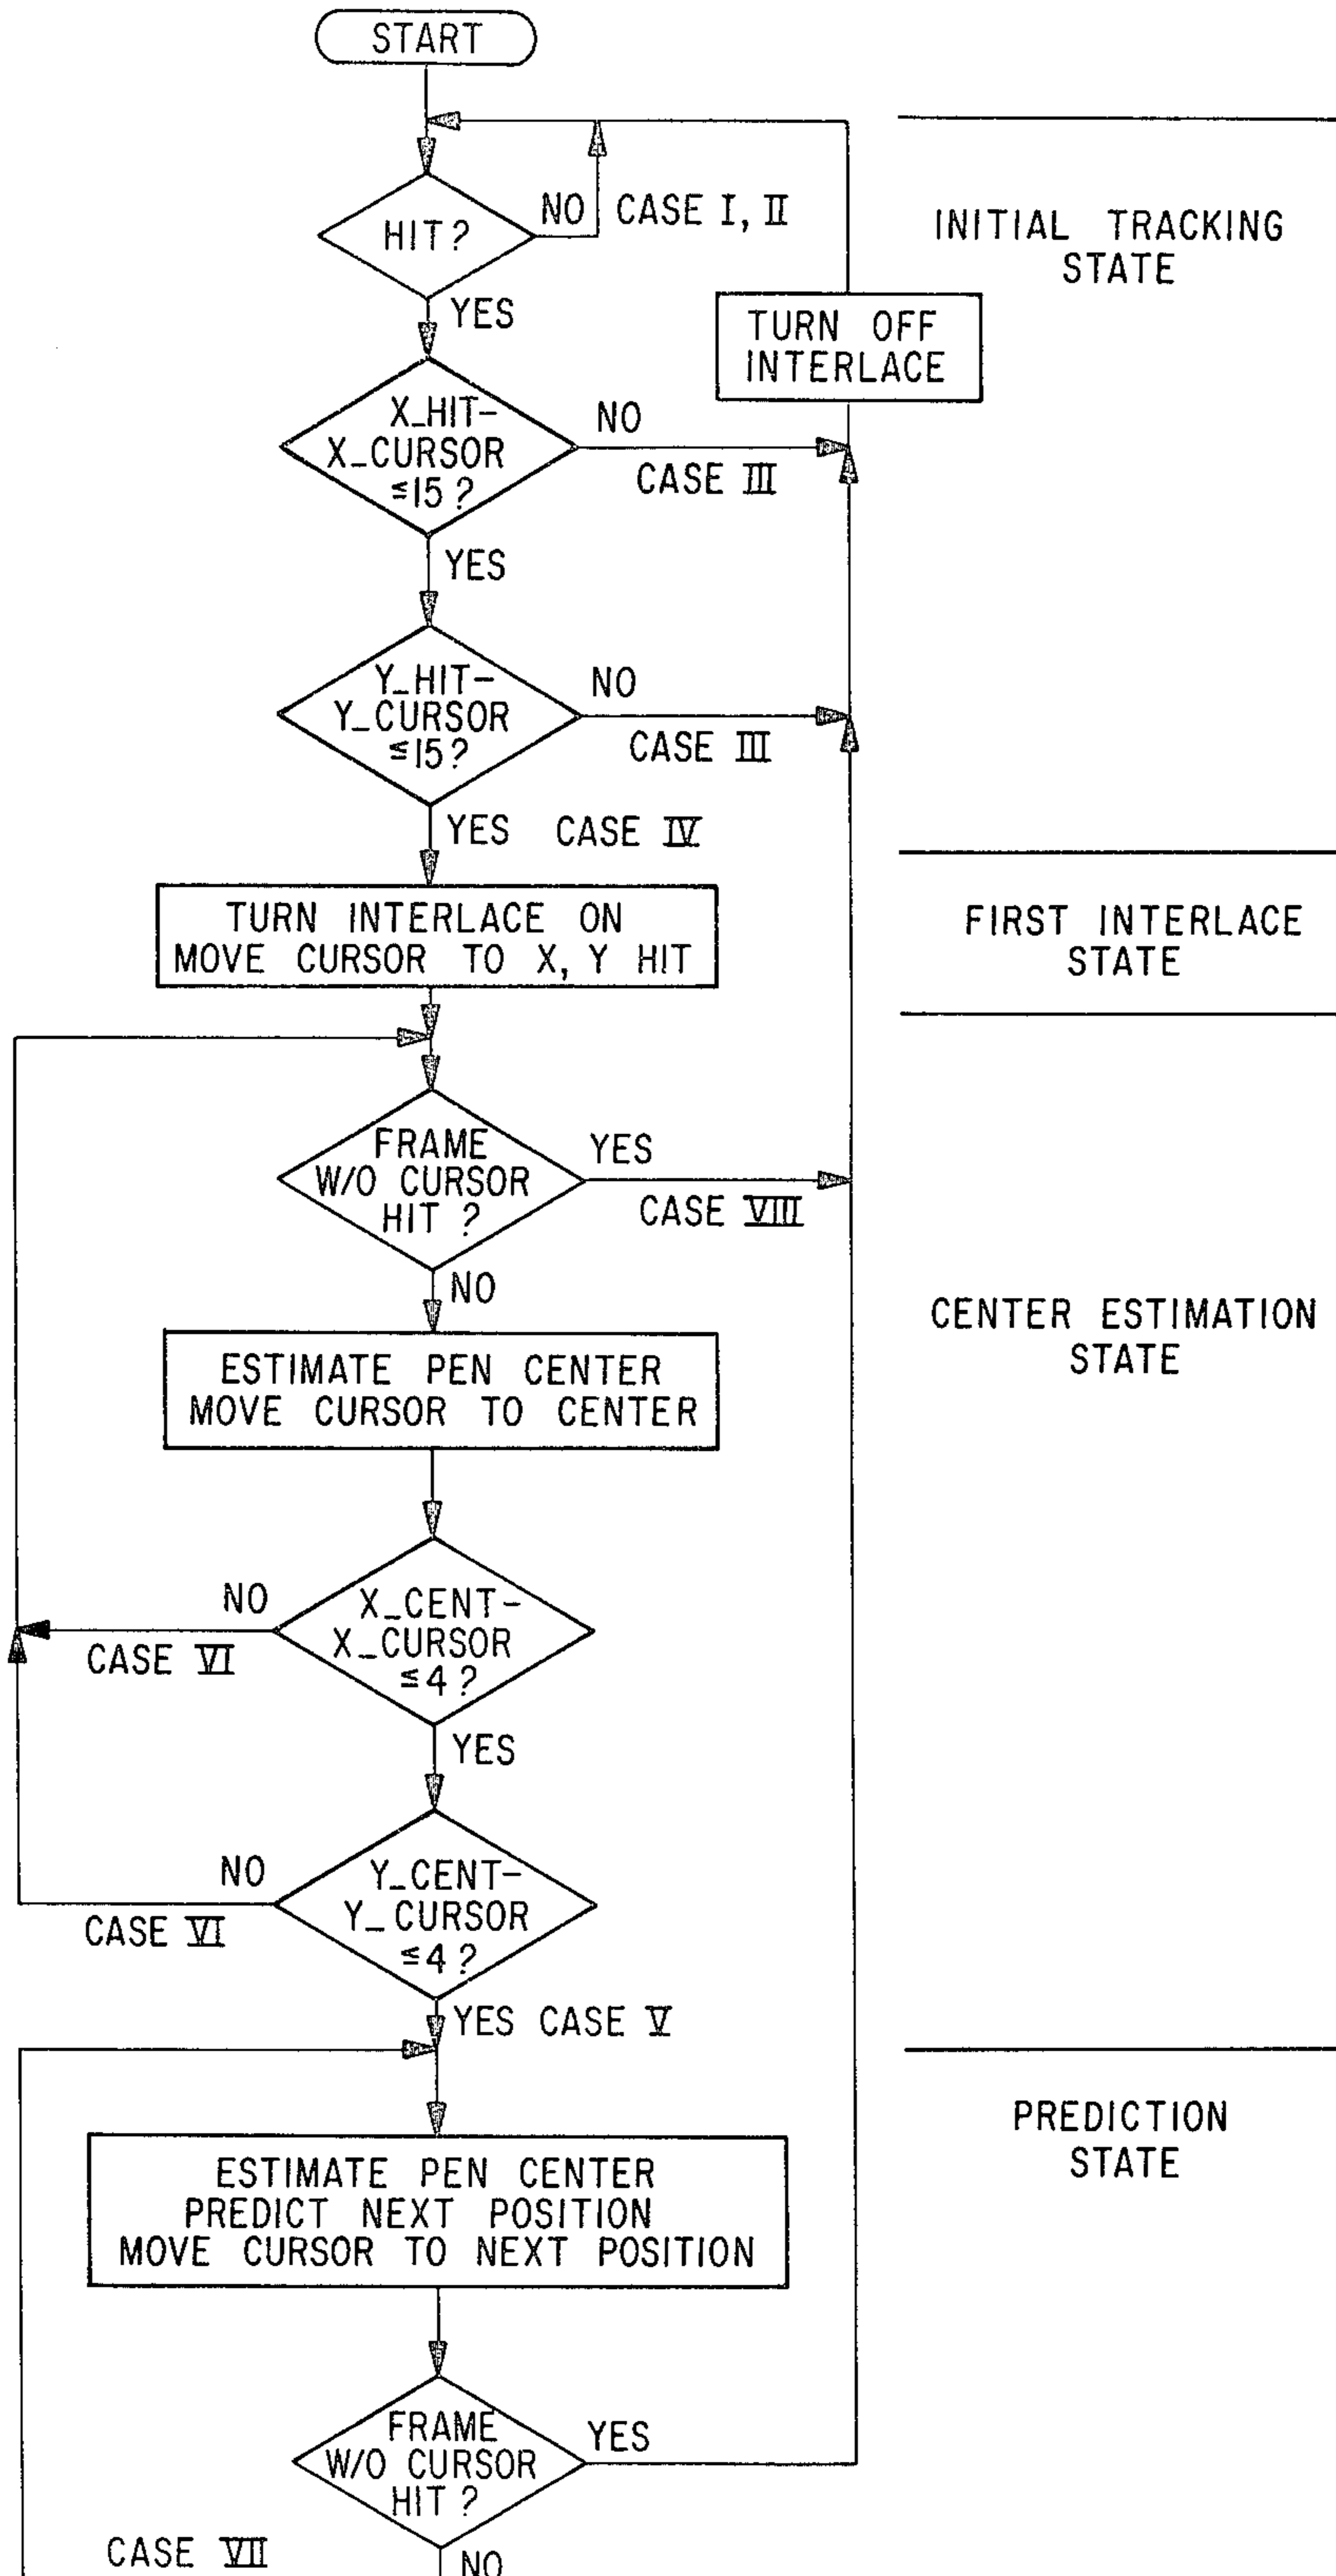 START
HIT?
NO
CASE I, II
INITIAL TRACKING
STATE
YES
TURN OFF
INTERLACE
X_HIT-
X_CURSOR
≤15?
NO
CASE III
YES
Y_HIT-
Y_CURSOR
≤15?
NO
CASE III
YES CASE IV
TURN INTERLACE ON
MOVE CURSOR TO X, Y HIT
FIRST INTERLACE
STATE
FRAME
W/O CURSOR
HIT ?
YES
CASE VIII
NO
CENTER ESTIMATION
STATE
ESTIMATE PEN CENTER
MOVE CURSOR TO CENTER
X_CENT-
X_CURSOR
≤4?
NO
CASE VI
YES
Y_CENT-
Y_CURSOR
≤4?
NO
CASE VI
YES CASE V
PREDICTION
STATE
ESTIMATE PEN CENTER
PREDICT NEXT POSITION
MOVE CURSOR TO NEXT POSITION
FRAME
W/O CURSOR
HIT ?
YES
CASE VII
NO